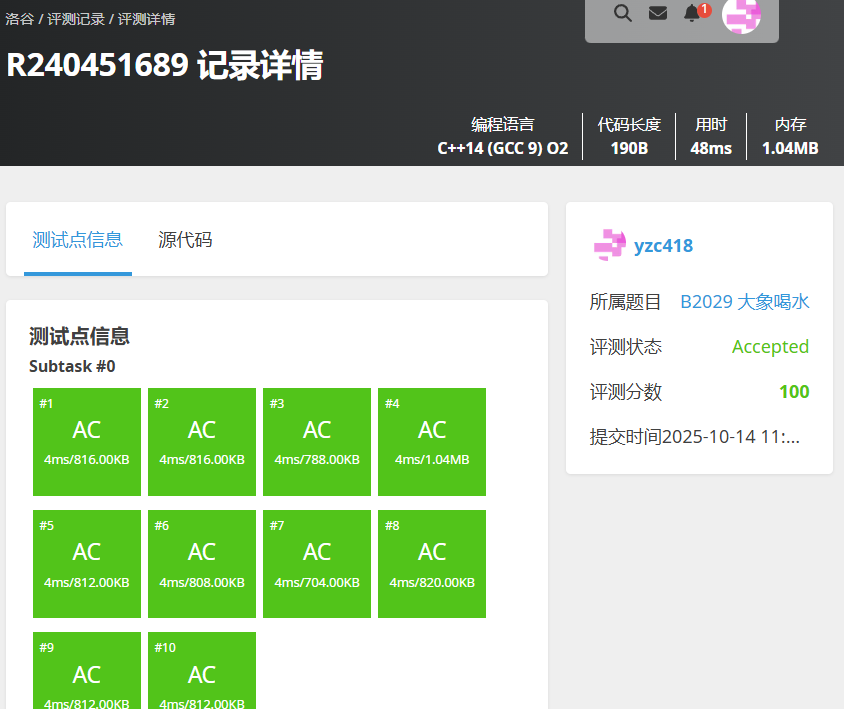 洛谷 / 评测记录 / 评测详情
1
R240451689 记录详情
编程语言 代码长度 用时 内存
C++14 (GCC 9) O2 190B 48ms 1.04MB
测试点信息 源代码
yzc418
所属题目 B2029 大象喝水
评测状态 Accepted
评测分数 100
提交时间2025-10-14 11:...
测试点信息
Subtask #0
#1 #2 #3 #4
AC AC AC AC
4ms/816.00KB 4ms/816.00KB 4ms/788.00KB 4ms/1.04MB
#5 #6 #7 #8
AC AC AC AC
4ms/812.00KB 4ms/808.00KB 4ms/704.00KB 4ms/820.00KB
#9 #10
AC AC
4ms/812.00KB 4ms/812.00KB